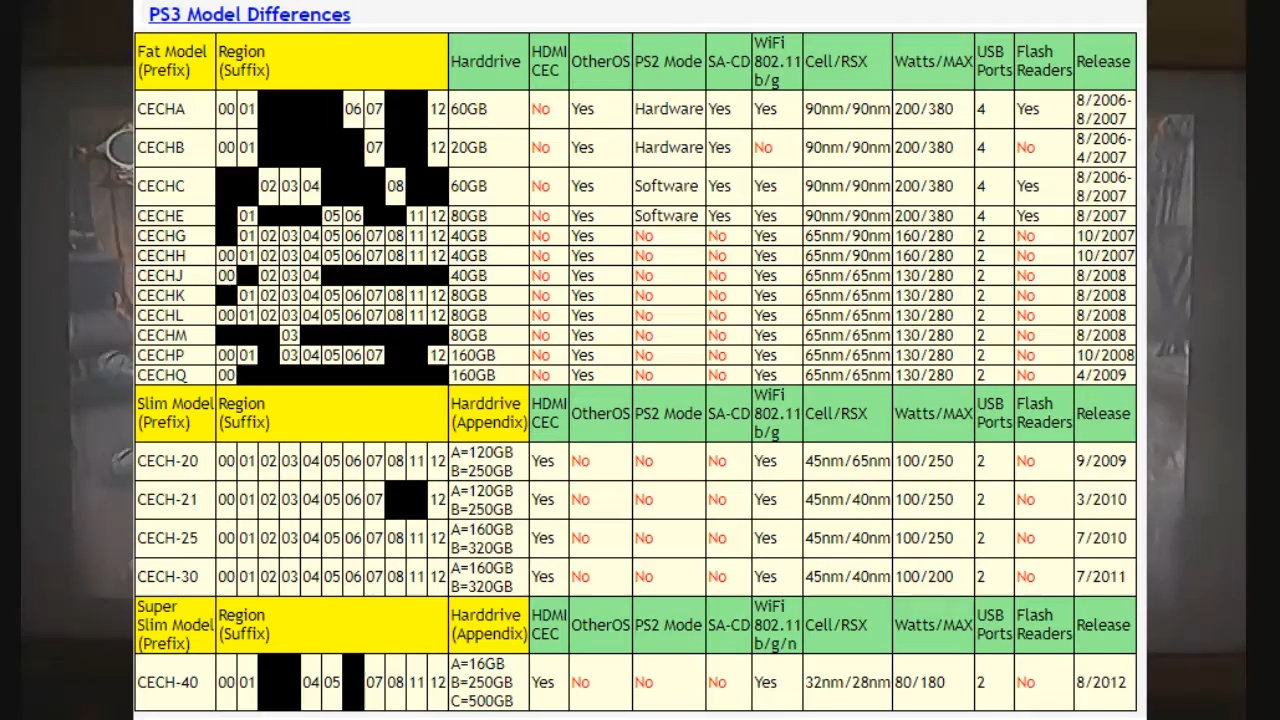 PS3 Model Differences
Fat Model (Prefix) Region (Suffix) Harddrive HDMI CEC OtherOS PS2 Mode SA-CD WiFi 802.11 b/g Cell/RSX Watts/MAX USB Ports Flash Readers Release
CECHA 00 01 06 07 12 60GB No Yes Hardware Yes Yes 90nm/90nm 200/380 4 Yes 8/2006-8/2007
CECHB 00 01 07 12 20GB No Yes Hardware Yes No 90nm/90nm 200/380 4 No 8/2006-4/2007
CECHC 02 03 04 08 60GB No Yes Software Yes Yes 90nm/90nm 200/380 4 Yes 8/2006-8/2007
CECHE 01 05 06 11 12 80GB No Yes Software Yes Yes 90nm/90nm 200/380 4 Yes 8/2007
CECHG 01 02 03 04 05 06 07 08 11 12 40GB No Yes No No Yes 65nm/90nm 160/280 2 No 10/2007
CECHH 00 01 02 03 04 05 06 07 08 11 12 40GB No Yes No No Yes 65nm/90nm 160/280 2 No 10/2007
CECHJ 00 02 03 04 40GB No Yes No No Yes 65nm/65nm 130/280 2 No 8/2008
CECHK 01 02 03 04 05 06 07 08 11 12 80GB No Yes No No Yes 65nm/65nm 130/280 2 No 8/2008
CECHL 00 01 02 03 04 05 06 07 08 11 12 80GB No Yes No No Yes 65nm/65nm 130/280 2 No 8/2008
CECHM 03 80GB No Yes No No Yes 65nm/65nm 130/280 2 No 8/2008
CECHP 00 01 03 04 05 06 07 12 160GB No Yes No No Yes 65nm/65nm 130/280 2 No 10/2008
CECHQ 00 160GB No Yes No No Yes 65nm/65nm 130/280 2 No 4/2009
Slim Model (Prefix) Region (Suffix) Harddrive (Appendix) HDMI CEC OtherOS PS2 Mode SA-CD WiFi 802.11 b/g Cell/RSX Watts/MAX USB Ports Flash Readers Release
CECH-20 00 01 02 03 04 05 06 07 08 11 12 A=120GB B=250GB Yes No No No Yes 45nm/65nm 100/250 2 No 9/2009
CECH-21 00 01 02 03 04 05 06 07 12 A=120GB B=250GB Yes No No No Yes 45nm/40nm 100/250 2 No 3/2010
CECH-25 00 01 02 03 04 05 06 07 08 11 12 A=160GB B=320GB Yes No No No Yes 45nm/40nm 100/250 2 No 7/2010
CECH-30 00 01 02 03 04 05 06 07 08 11 12 A=160GB B=320GB Yes No No No Yes 45nm/40nm 100/200 2 No 7/2011
Super Slim Model (Prefix) Region (Suffix) Harddrive (Appendix) HDMI CEC OtherOS PS2 Mode SA-CD WiFi 802.11 b/g/n Cell/RSX Watts/MAX USB Ports Flash Readers Release
CECH-40 00 01 04 05 07 08 11 12 A=16GB B=250GB C=500GB Yes No No No Yes 32nm/28nm 80/180 2 No 8/2012